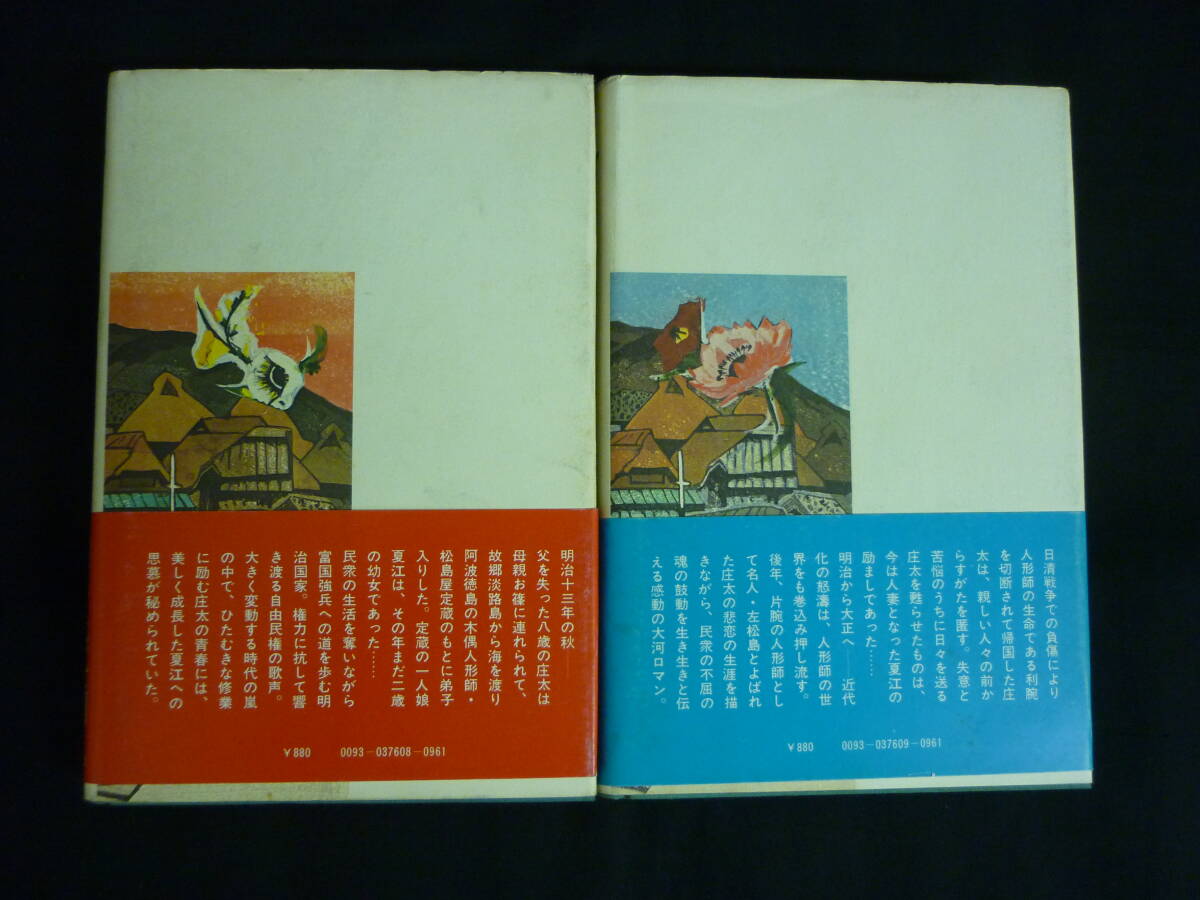 明治十三年の秋――
父を失った八歳の庄太は
母親お篠に連れられて、
故郷淡路島から海を渡り
阿波徳島の木偶人形師・
松島屋定蔵のもとに弟子
入りした。定蔵の一人娘
夏江は、その年まだ二歳
の幼女であった……
民衆の生活を奪いながら
富国強兵への道を歩む明
治国家。権力に抗して響
き渡る自由民権の歌声。
大きく変動する時代の嵐
の中で、ひたむきな修業
に励む庄太の青春には、
美しく成長した夏江への
思慕が秘められていた。
¥880 0093-037608-0961
日清戦争での負傷により
人形師の生命である利腕
を切断されて帰国した庄
太は、親しい人々の前か
らすがたを匿す。失意と
苦悩のうちに日々を送る
庄太を甦らせたものは、
今は人妻となった夏江の
励ましであった……
明治から大正へ――近代
化の怒濤は、人形師の世
界をも巻込み押し流す。
後年、片腕の人形師とし
て名人・左松島とよばれ
た庄太の悲恋の生涯を描
きながら、民衆の不屈の
魂の鼓動を生き生きと伝
える感動の大河ロマン。
¥880 0093-037609-0961